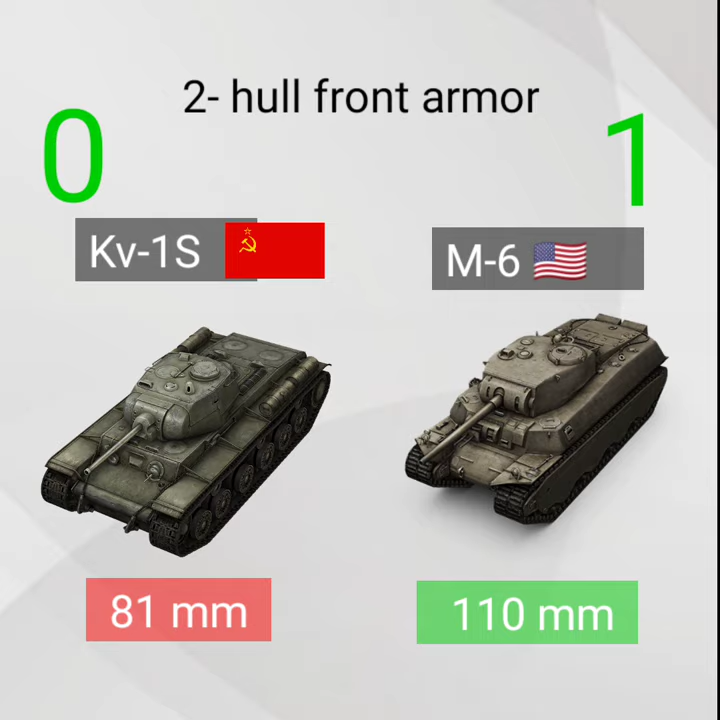 2- hull front armor
0
1
Kv-1S
M-6 🇺🇸
81 mm
110 mm